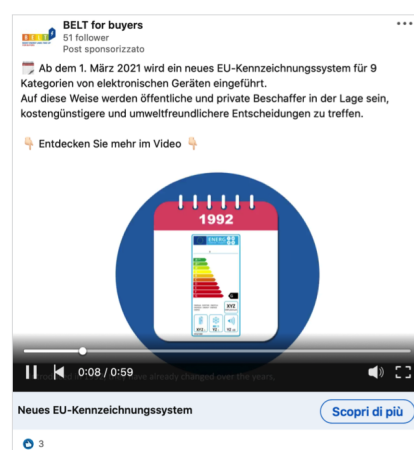 BELT for buyers
51 follower
Post sponsorizzato
Ab dem 1. März 2021 wird ein neues EU-Kennzeichnungssystem für 9
Kategorien von elektronischen Geräten eingeführt.
Auf diese Weise werden öffentliche und private Beschaffer in der Lage sein,
kostengünstigere und umweltfreundlichere Entscheidungen zu treffen.
Entdecken Sie mehr im Video
1992
ENERG
XYZ
have already changed over the years.
0:08 / 0:59
Neues EU-Kennzeichnungssystem
Scopri di più
3